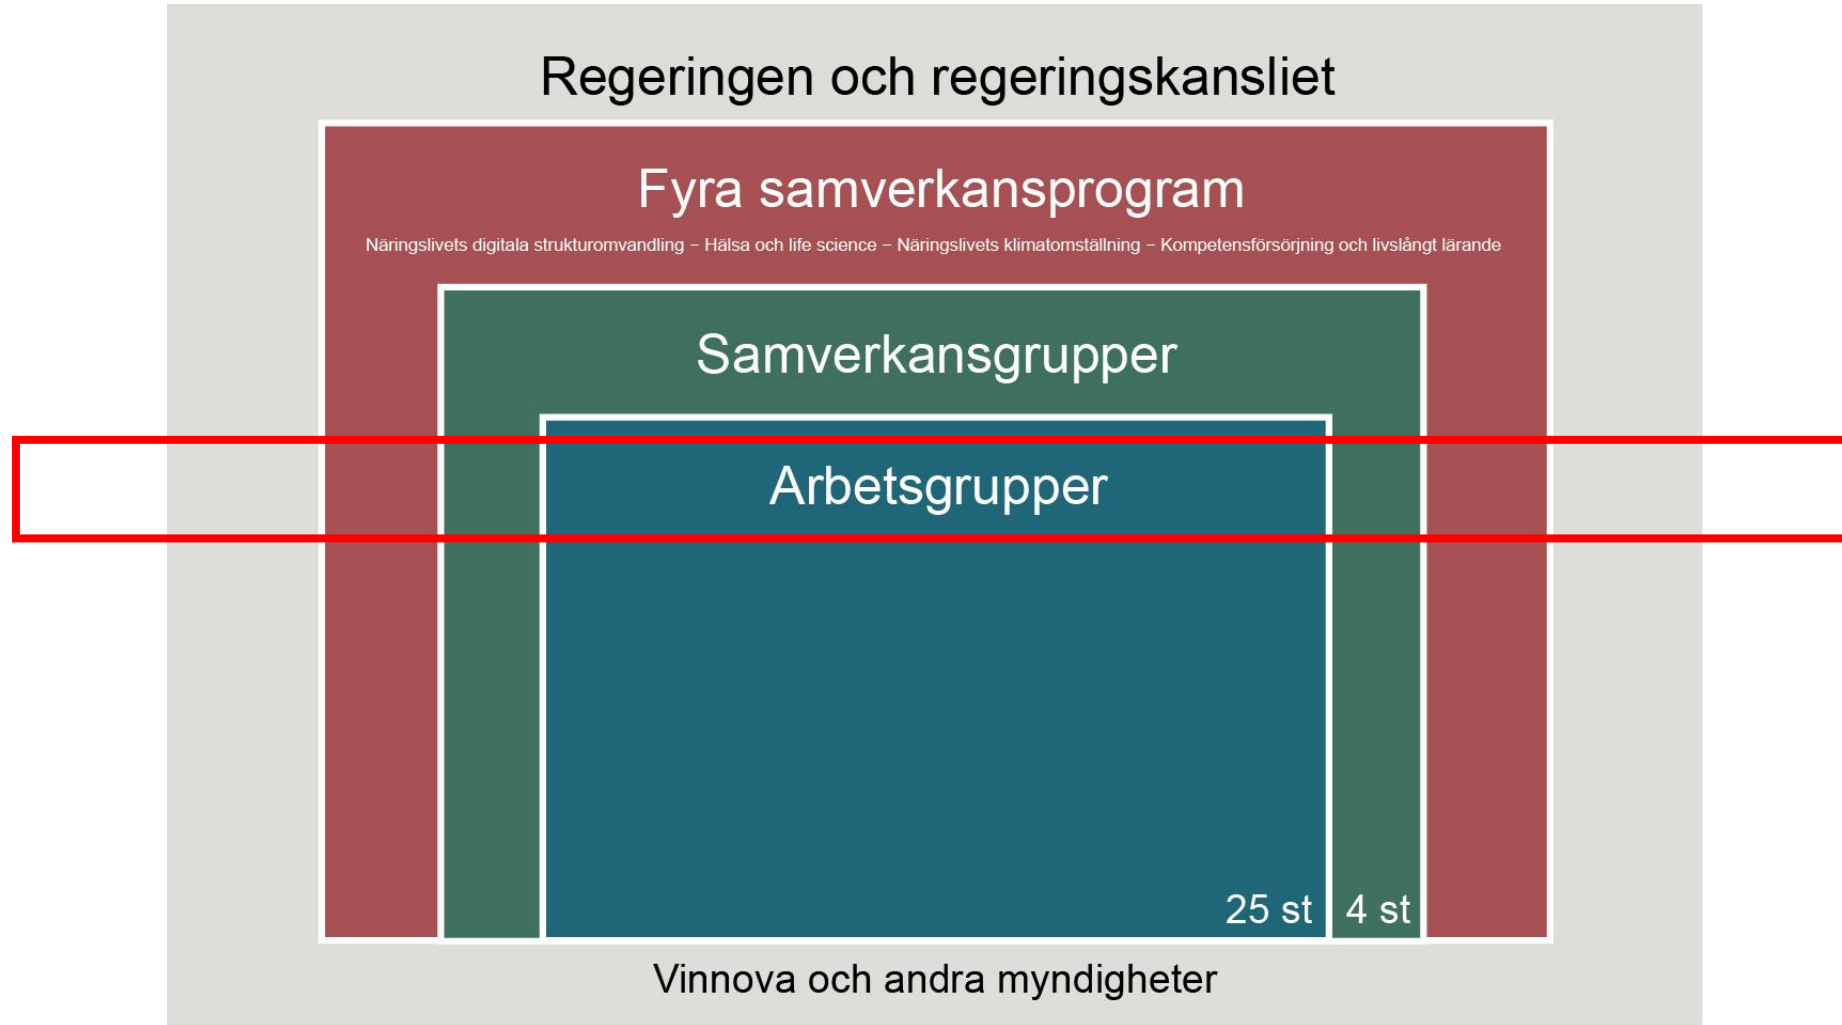 Regeringen och regeringskansliet
Fyra samverkansprogram
Näringslivets digitala strukturomvandling – Hälsa och life science – Näringslivets klimatomställning – Kompetensförsörjning och livslångt lärande
Samverkansgrupper
Arbetsgrupper
25 st
4 st
Vinnova och andra myndigheter